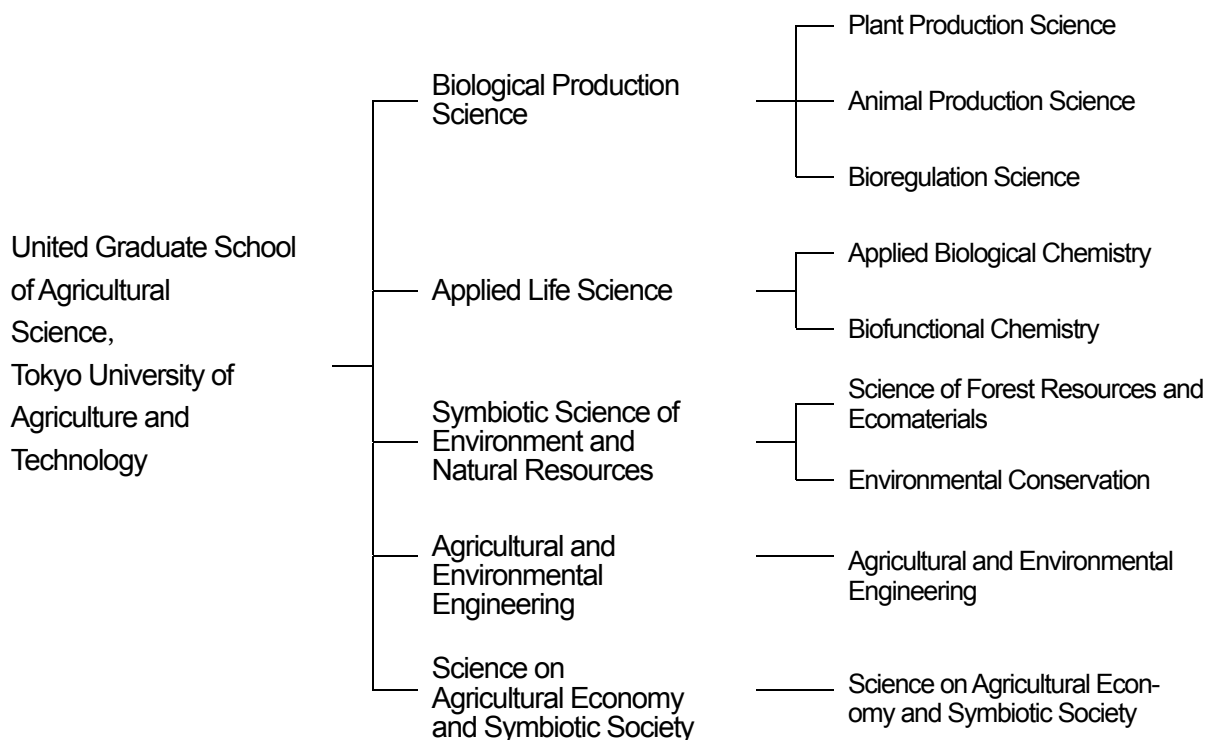 United Graduate School
of Agricultural
Science,
Tokyo University of
Agriculture and
Technology
Biological Production
Science
Plant Production Science
Animal Production Science
Bioregulation Science
Applied Life Science
Applied Biological Chemistry
Biofunctional Chemistry
Symbiotic Science of
Environment and
Natural Resources
Science of Forest Resources and
Ecomaterials
Environmental Conservation
Agricultural and
Environmental
Engineering
Agricultural and Environmental
Engineering
Science on
Agricultural Economy
and Symbiotic Society
Science on Agricultural Econ-
omy and Symbiotic Society